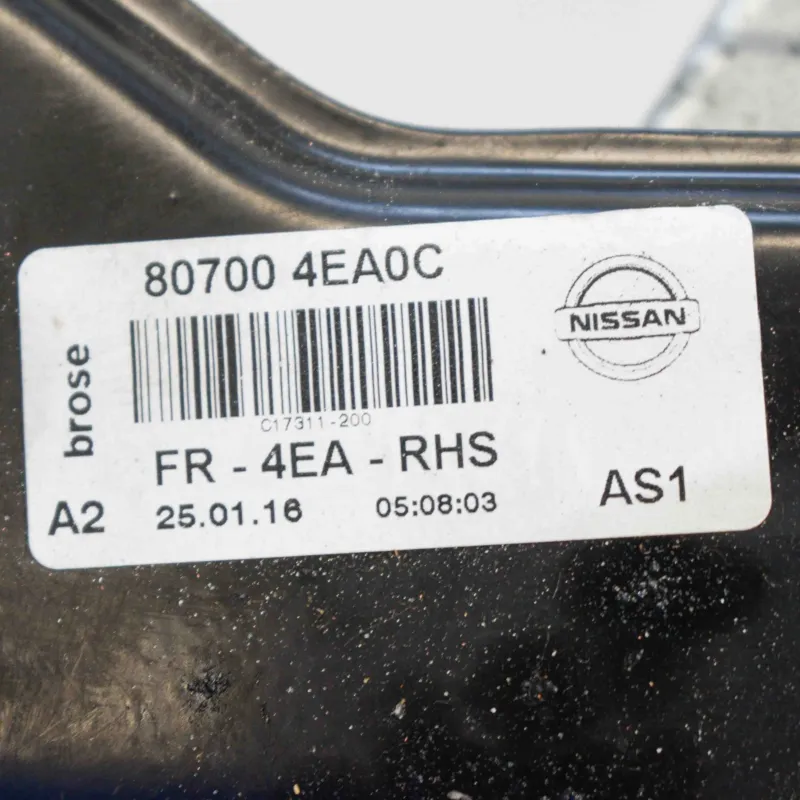 80700 4EA0C
NISSAN
brose
C17311-200
FR - 4EA - RHS
A2
25.01.16 05:08:03
AS1